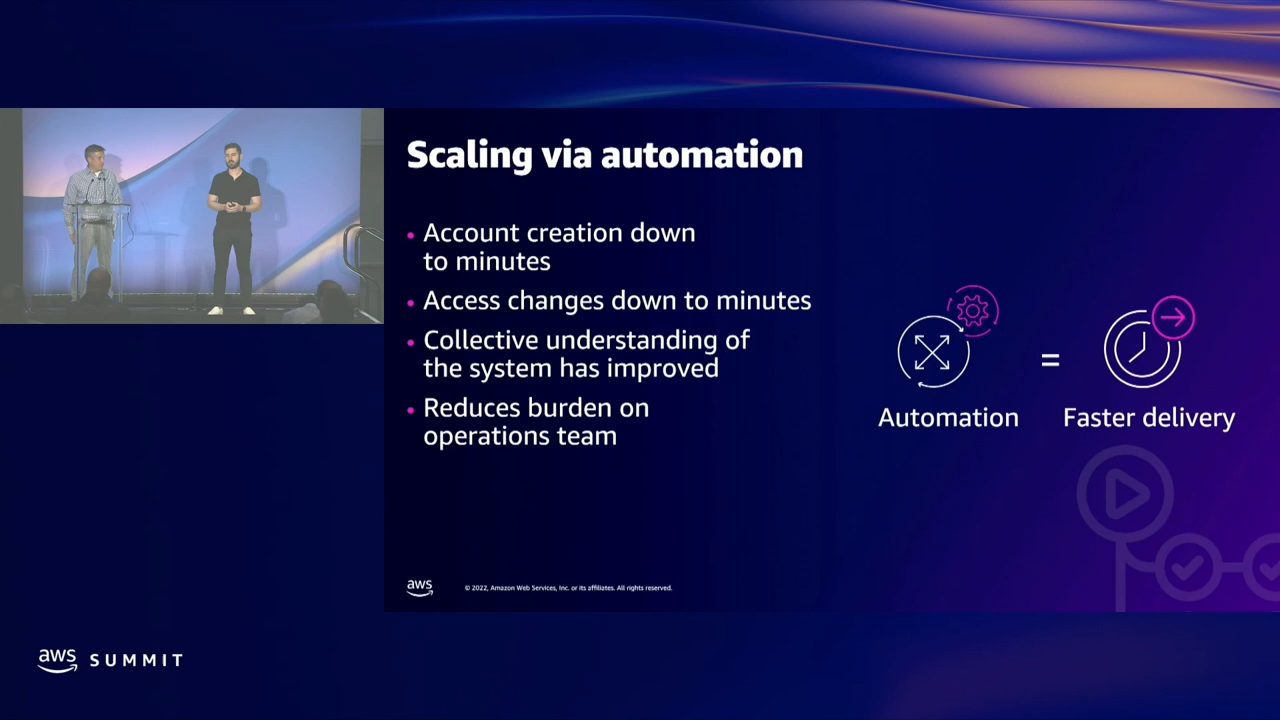 Scaling via automation
• Account creation down
to minutes
• Access changes down to minutes
• Collective understanding of
the system has improved
• Reduces burden on
operations team
=
Automation
Faster delivery
aws
© 2022, Amazon Web Services, Inc. or its affiliates. All rights reserved.
aws SUMMIT